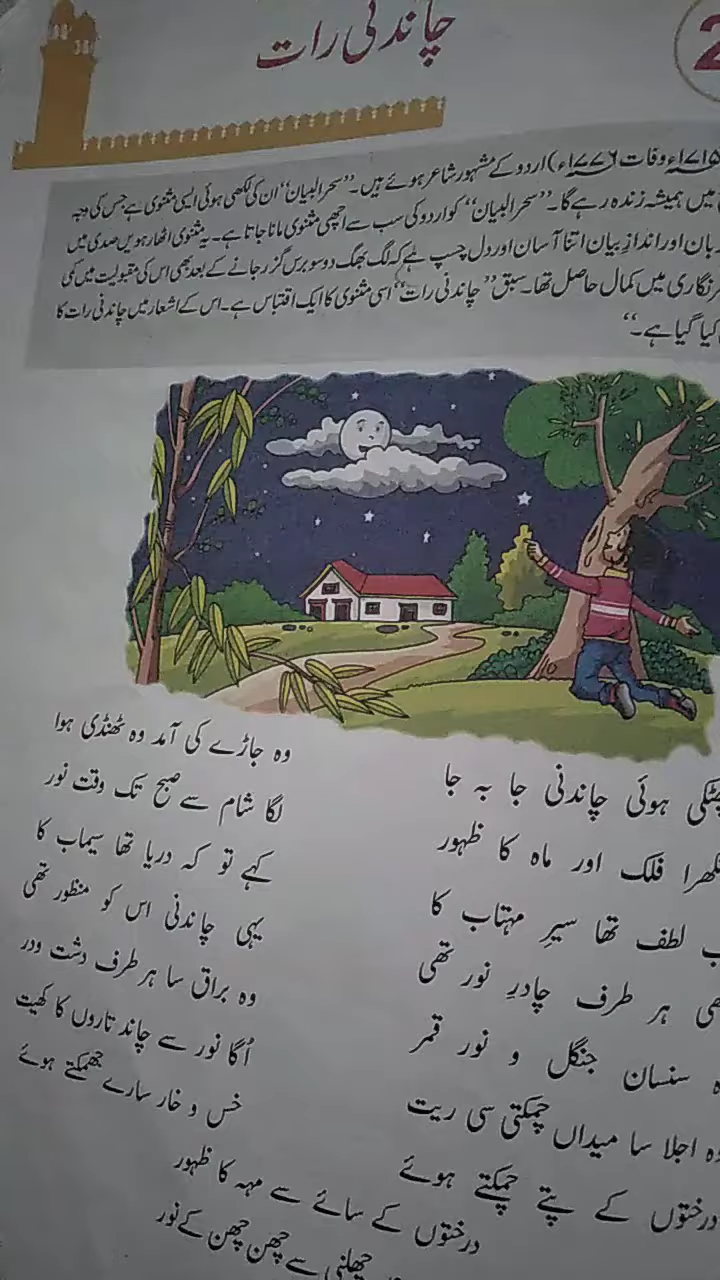 چاندنی رات
2
۱۷۱۵ء وفات ۱۷۷۶ء) اردو کے مشہور شاعر ہوئے ہیں۔ ”سحر البیان“ ان کی لکھی ہوئی ایسی مثنوی ہے جس کی وجہ
میں ہمیشہ زندہ رہے گا۔ ”سحر البیان“ کو اردو کی سب سے اچھی مثنوی مانا جاتا ہے۔ یہ مثنوی اٹھارہویں صدی میں
اور انداز بیان اتنا آسان اور دل چسپ ہے کہ لگ بھگ دو سو برس گزر جانے کے بعد بھی اس کی مقبولیت میں کمی
نگاری میں کمال حاصل تھا۔ سبق ”چاندنی رات“ اسی مثنوی کا ایک اقتباس ہے۔ اس کے اشعار میں چاندنی رات کا
کیا گیا ہے۔“
ہوئی چاندنی جا بہ جا وہ جاڑے کی آمد وہ ٹھنڈی ہوا
فلک اور ماہ کا ظہور لگا شام سے صبح تک وقت نور
لطف تھا سیرِ مہتاب کا کہے تو کہ دریا تھا سیماب کا
ہر طرف چادرِ نور تھی یہی چاندنی اس کو منظور تھی
سنسان جنگل و نور قمر وہ براق سا ہر طرف دشت ودر
اجلا سا میداں چمکتی سی ریت اُگا نور سے چاند تاروں کا کھیت
درختوں کے پتے چمکتے ہوئے خس و خار سارے جھمکتے ہوئے
درختوں کے سائے سے مہہ کا ظہور
چھلنی سے چھن چھن کے نور